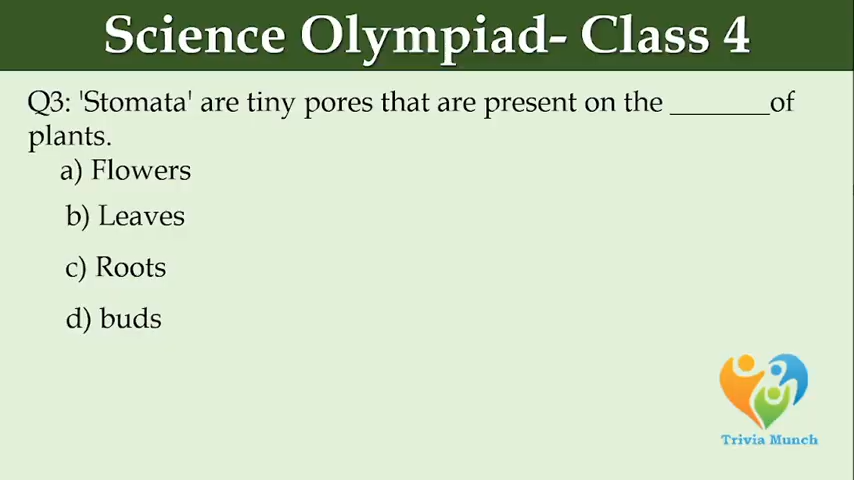 Science Olympiad- Class 4
Q3: 'Stomata' are tiny pores that are present on the _______of
plants.
a) Flowers
b) Leaves
c) Roots
d) buds
Trivia Munch